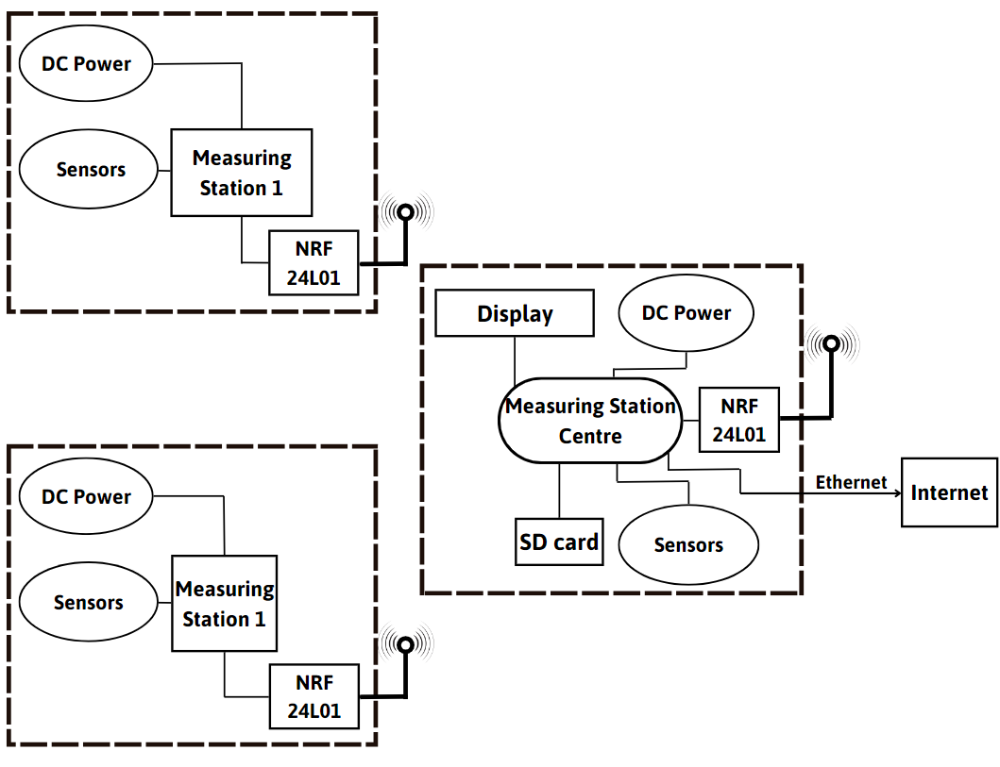 DC Power
Sensors
Measuring
Station 1
NRF
24L01
Display
DC Power
Measuring Station
Centre
NRF
24L01
Ethernet
Internet
SD card
Sensors
DC Power
Sensors
Measuring
Station 1
NRF
24L01